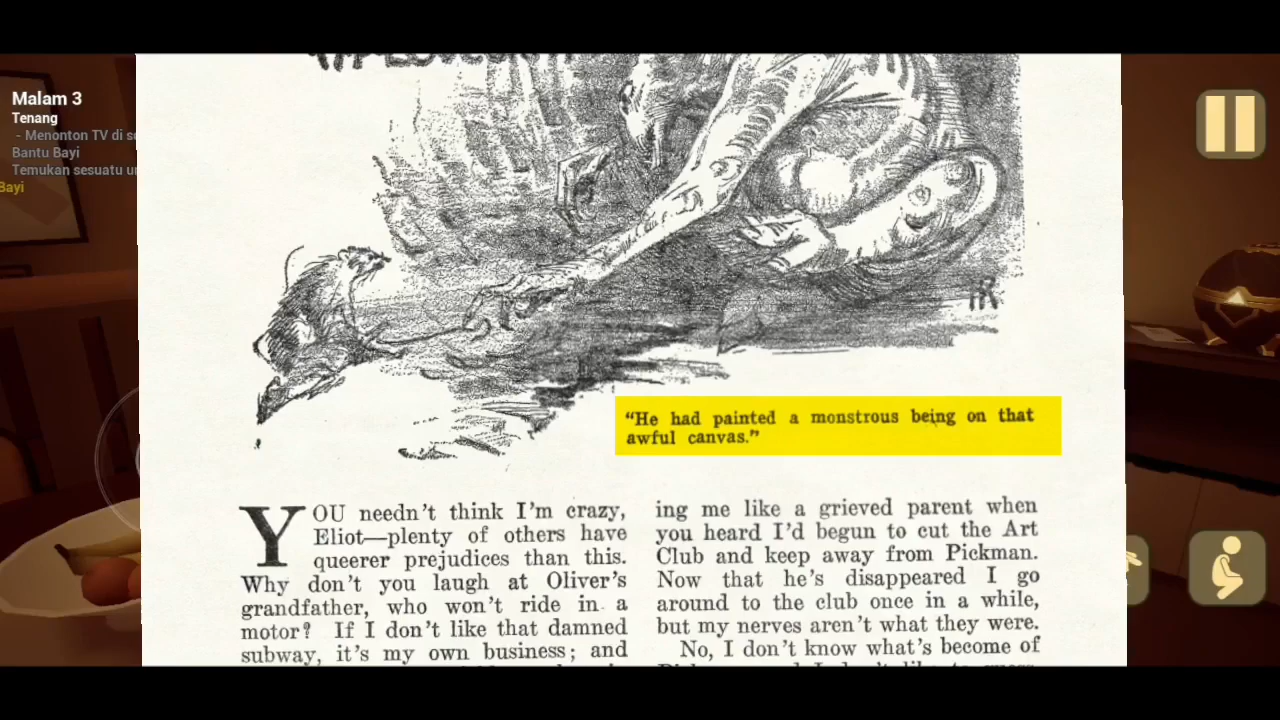 Malam 3
Tenang
- Menonton TV di
Bantu Bayi
Temukan sesuatu
Bayi
"He had painted a monstrous being on that
awful canvas."
YOU needn't think I'm crazy,
Eliot—plenty of others have
queerer prejudices than this.
Why don't you laugh at Oliver's
grandfather, who won't ride in a
motor? If I don't like that damned
subway, it's my own business; and
ing me like a grieved parent when
you heard I'd begun to cut the Art
Club and keep away from Pickman.
Now that he's disappeared I go
around to the club once in a while,
but my nerves aren't what they were.
No, I don't know what's become of